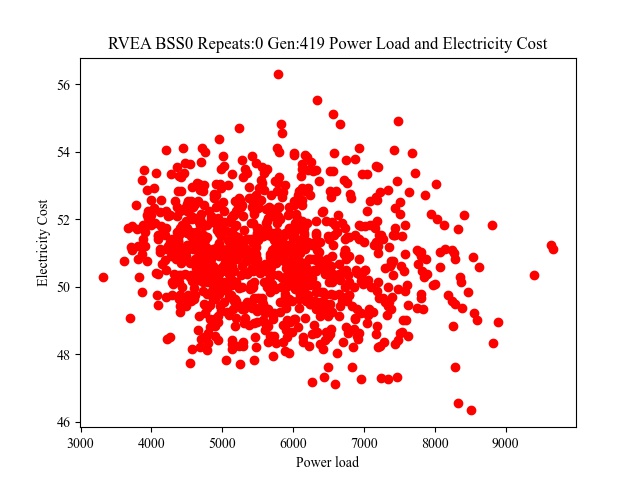 RVEA BSS0 Repeats:0 Gen:419 Power Load and Electricity Cost
56
54
52
50
48
46
Electricity Cost
3000 4000 5000 6000 7000 8000 9000
Power load